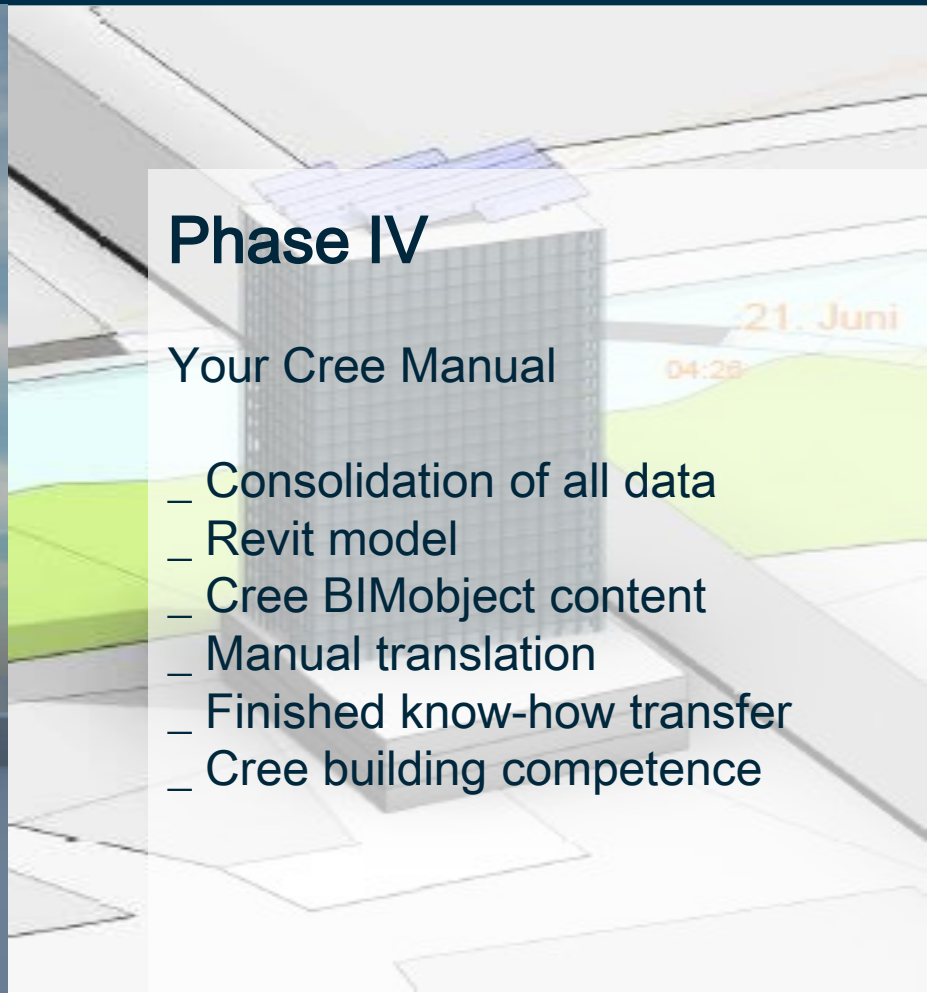 Phase IV
21. Juni
04:26
Your Cree Manual
_ Consolidation of all data
_ Revit model
_ Cree BIMobject content
_ Manual translation
_ Finished know-how transfer
_ Cree building competence